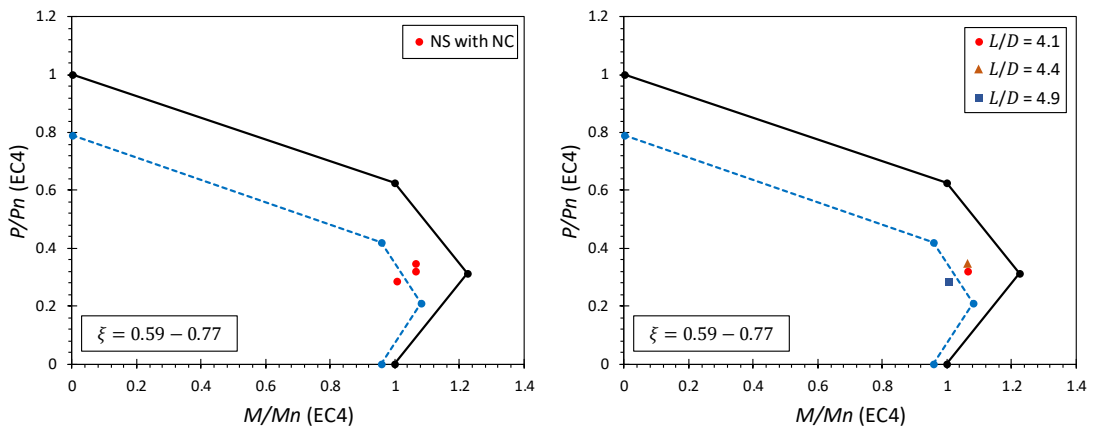 1.2
1
0.8
0.6
0.4
0.2
0
P/Pn (EC4)
NS with NC
ξ = 0.59 − 0.77
0 0.2 0.4 0.6 0.8 1 1.2 1.4
M/Mn (EC4)
1.2
1
0.8
0.6
0.4
0.2
0
P/Pn (EC4)
L/D = 4.1
L/D = 4.4
L/D = 4.9
ξ = 0.59 − 0.77
0 0.2 0.4 0.6 0.8 1 1.2 1.4
M/Mn (EC4)